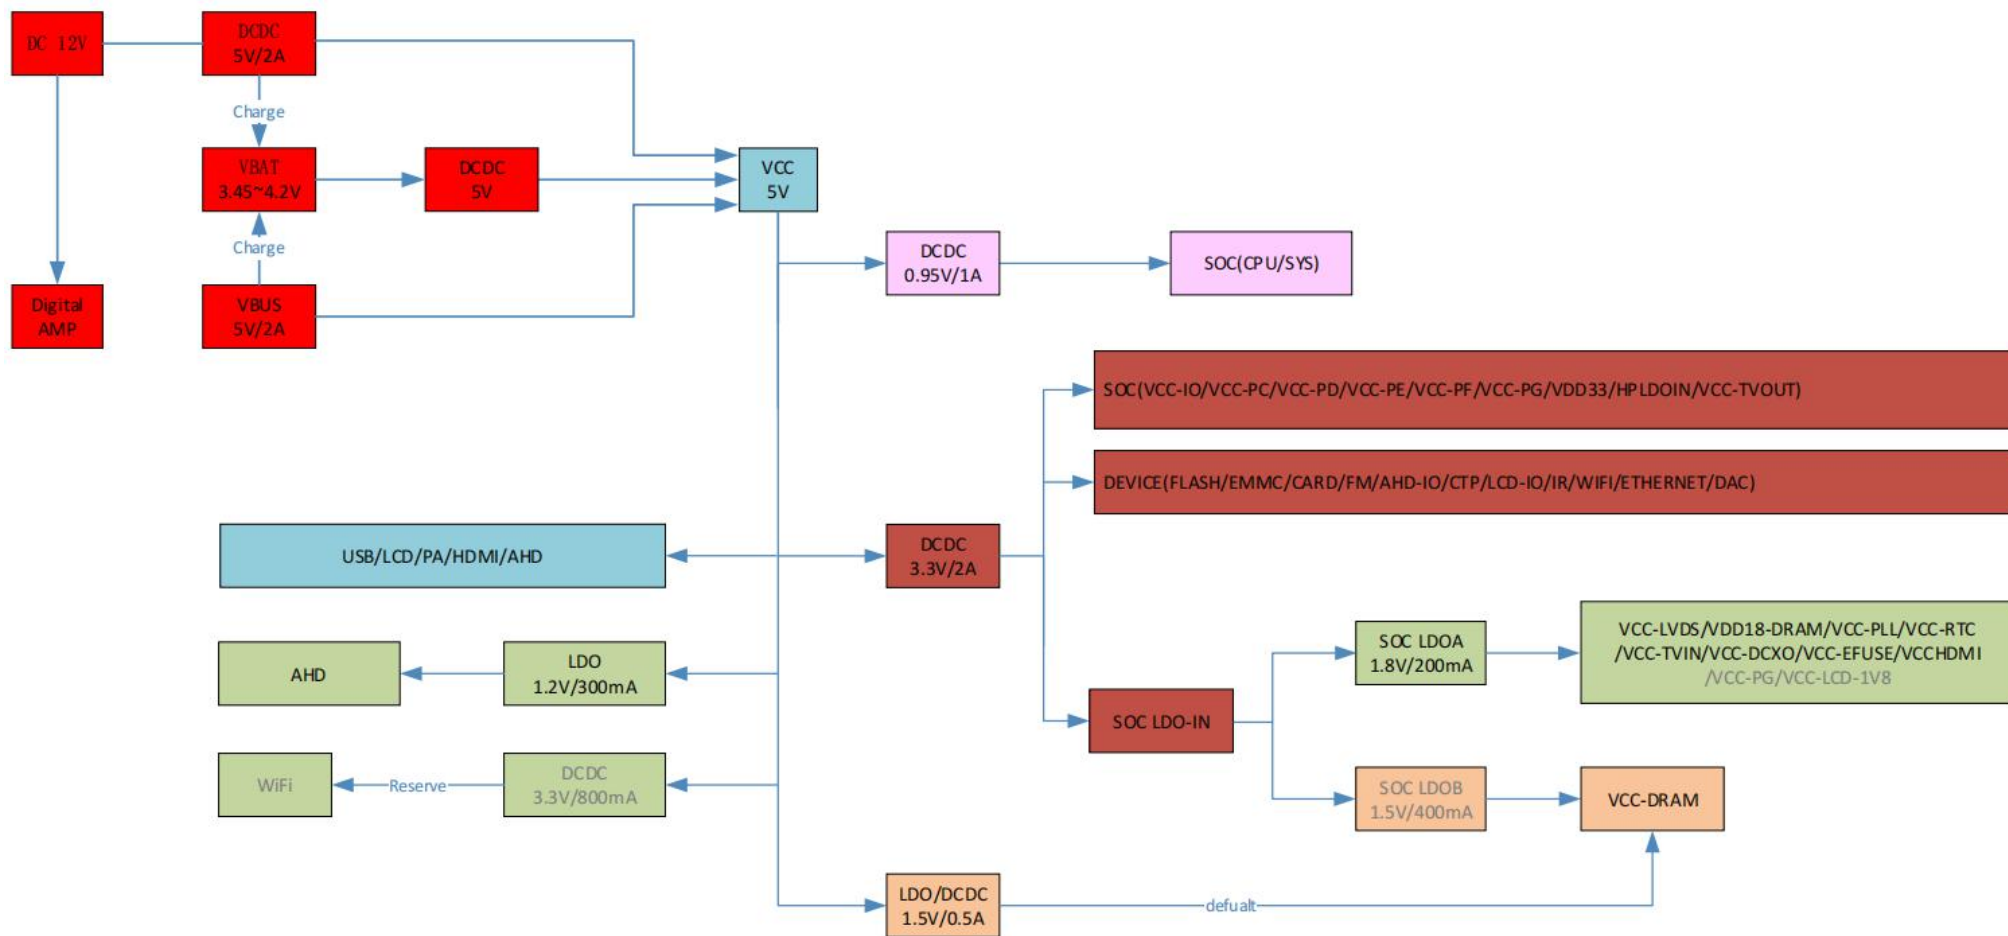 DC 12V
DCDC
5V/2A
Charge
VBAT
3.45~4.2V
DCDC
5V
VCC
5V
Charge
Digital
AMP
VBUS
5V/2A
DCDC
0.95V/1A
SOC(CPU/SYS)
SOC(VCC-IO/VCC-PC/VCC-PD/VCC-PE/VCC-PF/VCC-PG/VDD33/HPLDOIN/VCC-TVOUT)
DEVICE(FLASH/EMMC/CARD/FM/AHD-IO/CTP/LCD-IO/IR/WIFI/ETHERNET/DAC)
USB/LCD/PA/HDMI/AHD
DCDC
3.3V/2A
AHD
LDO
1.2V/300mA
SOC LDOA
1.8V/200mA
VCC-LVDS/VDD18-DRAM/VCC-PLL/VCC-RTC
/VCC-TVIN/VCC-DCXO/VCC-EFUSE/VCCHDMI
/VCC-PG/VCC-LCD-1V8
SOC LDO-IN
WiFi
Reserve
DCDC
3.3V/800mA
SOC LDOB
1.5V/400mA
VCC-DRAM
LDO/DCDC
1.5V/0.5A
defualt